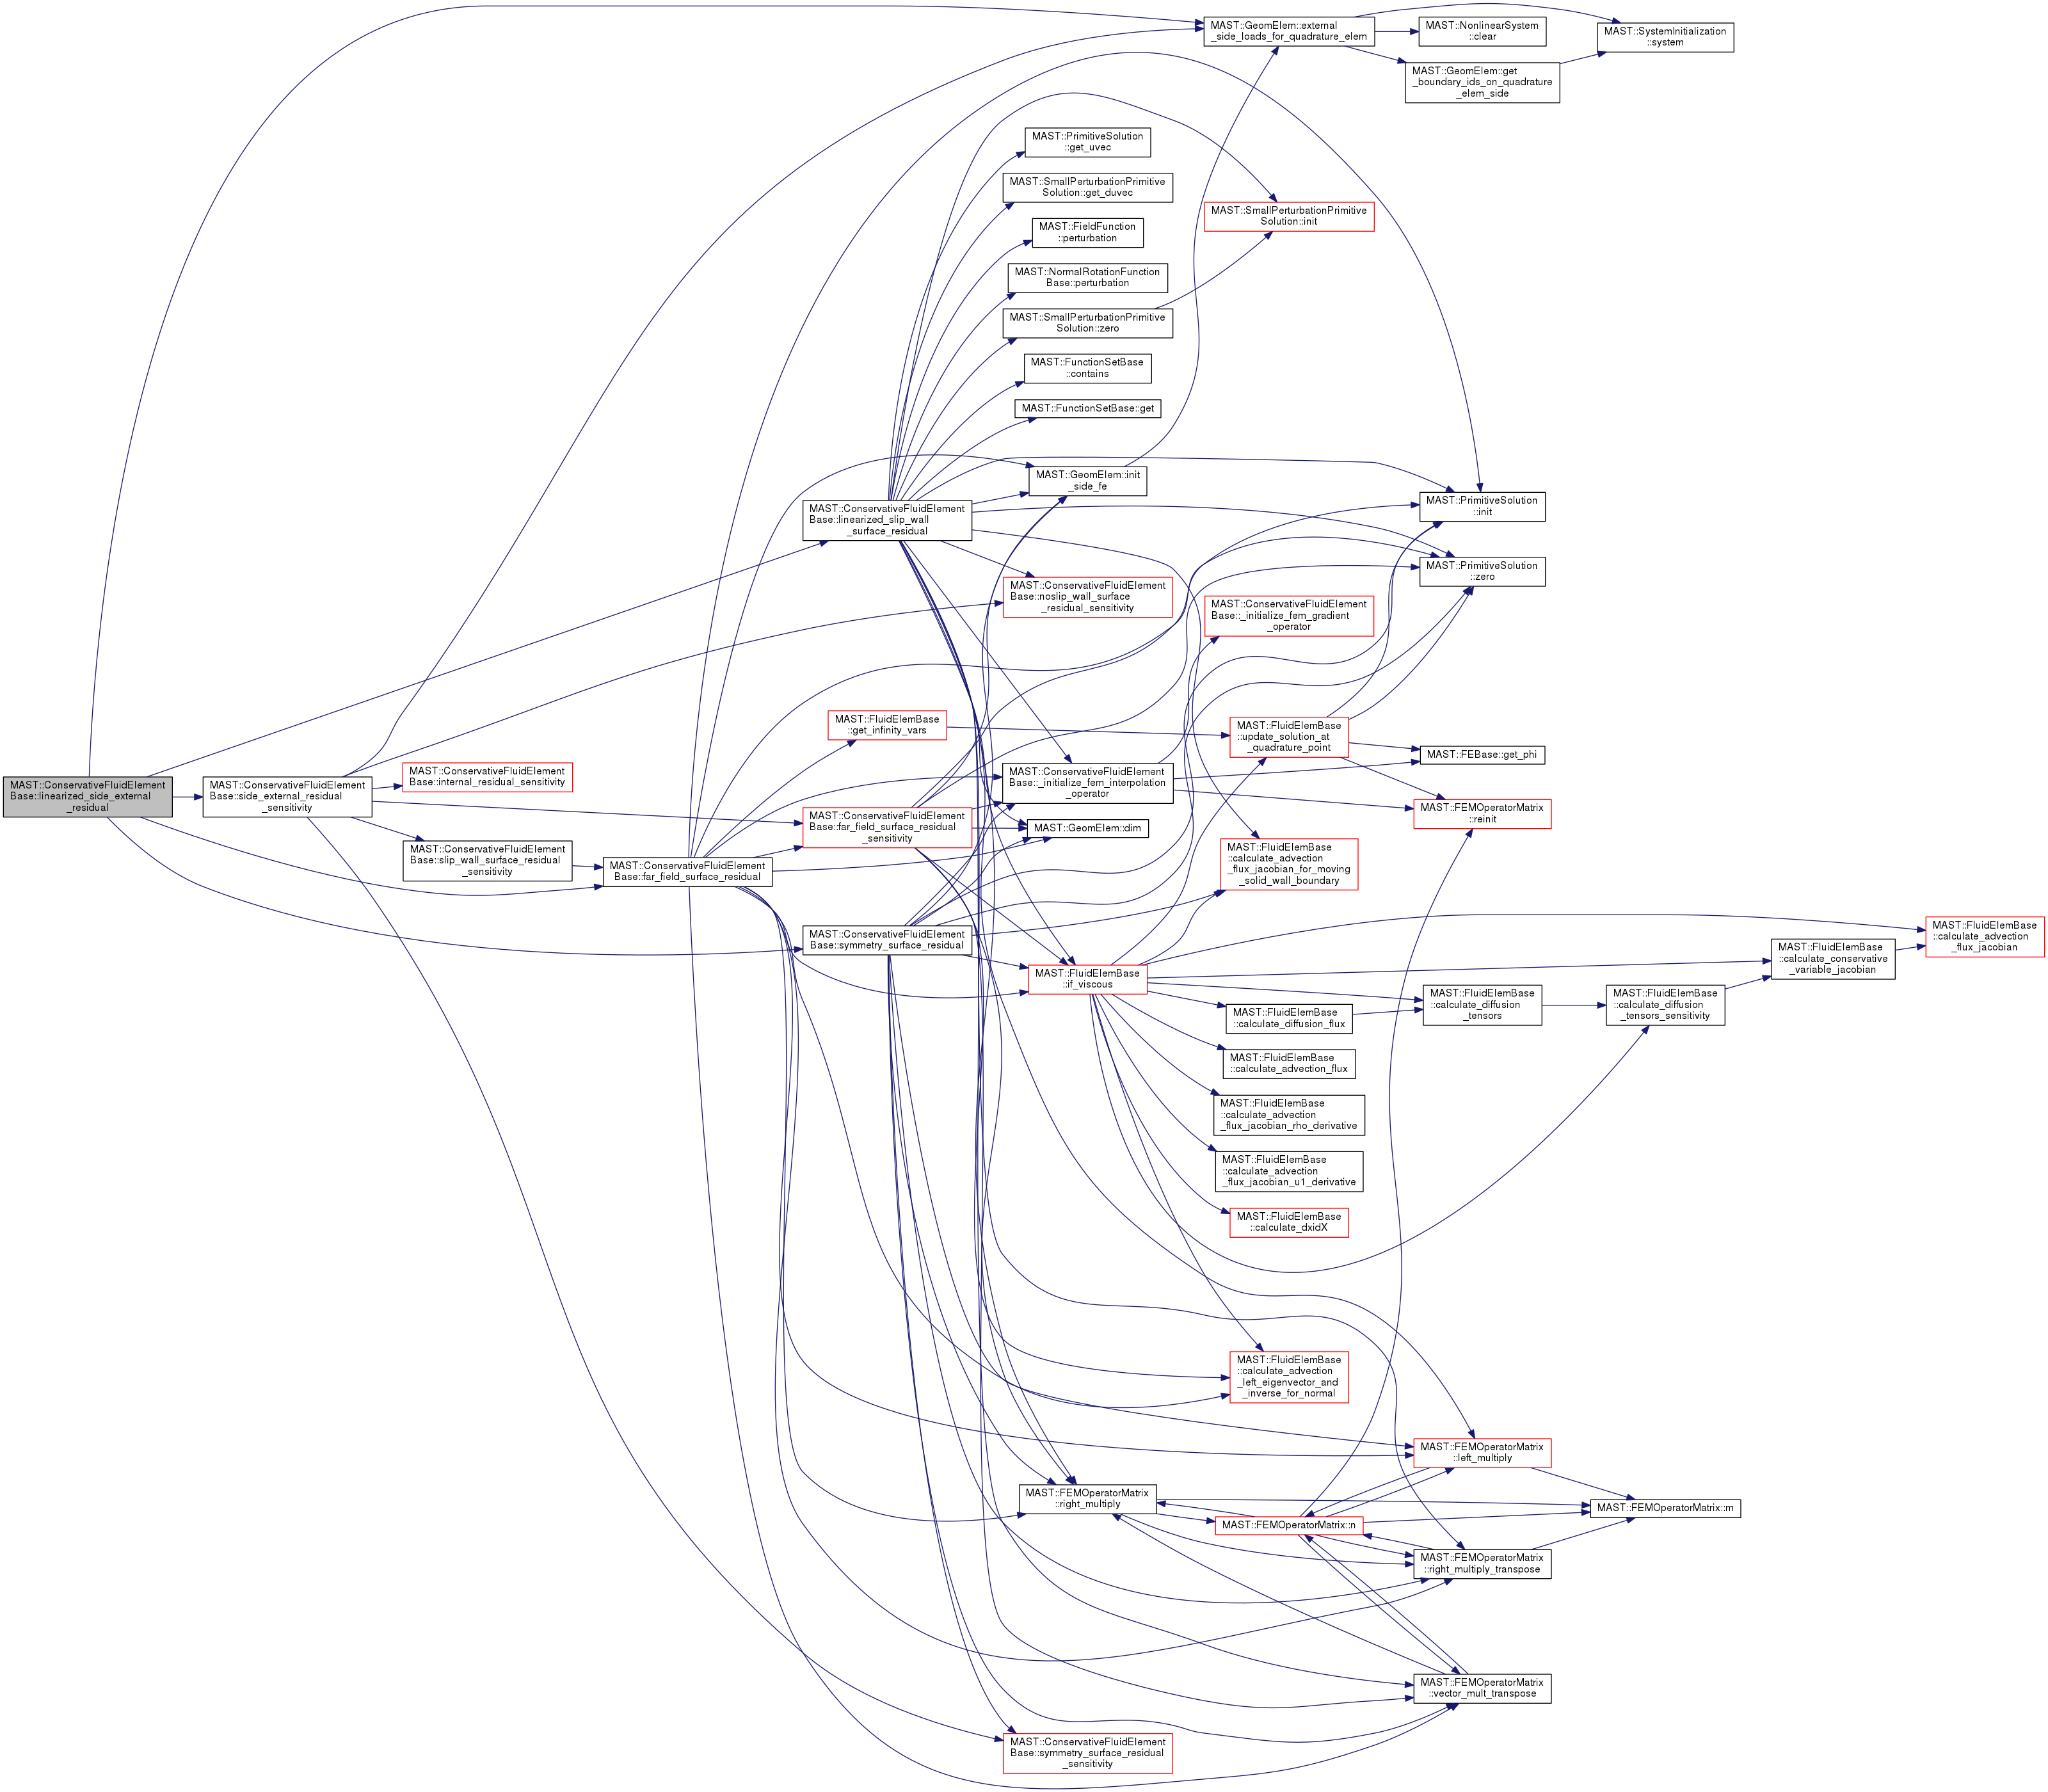 MAST::ConservativeFluidElement
Base::linearized_side_external
_residual
MAST::ConservativeFluidElement
Base::side_external_residual
_sensitivity
MAST::ConservativeFluidElement
Base::internal_residual_sensitivity
MAST::ConservativeFluidElement
Base::slip_wall_surface_residual
_sensitivity
MAST::ConservativeFluidElement
Base::far_field_surface_residual
MAST::ConservativeFluidElement
Base::linearized_slip_wall
_surface_residual
MAST::FluidElemBase
::get_infinity_vars
MAST::ConservativeFluidElement
Base::far_field_surface_residual
_sensitivity
MAST::ConservativeFluidElement
Base::symmetry_surface_residual
MAST::PrimitiveSolution
::get_uvec
MAST::SmallPerturbationPrimitive
Solution::get_duvec
MAST::FieldFunction
::perturbation
MAST::NormalRotationFunction
Base::perturbation
MAST::SmallPerturbationPrimitive
Solution::zero
MAST::FunctionSetBase
::contains
MAST::FunctionSetBase::get
MAST::GeomElem::init
_side_fe
MAST::ConservativeFluidElement
Base::noslip_wall_surface
_residual_sensitivity
MAST::ConservativeFluidElement
Base::_initialize_fem_interpolation
_operator
MAST::GeomElem::dim
MAST::FluidElemBase
::if_viscous
MAST::FEMOperatorMatrix
::right_multiply
MAST::ConservativeFluidElement
Base::symmetry_surface_residual
_sensitivity
MAST::GeomElem::external
_side_loads_for_quadrature_elem
MAST::SmallPerturbationPrimitive
Solution::init
MAST::ConservativeFluidElement
Base::_initialize_fem_gradient
_operator
MAST::FluidElemBase
::update_solution_at
_quadrature_point
MAST::FluidElemBase
::calculate_advection
_flux_jacobian_for_moving
_solid_wall_boundary
MAST::FluidElemBase
::calculate_diffusion_flux
MAST::FluidElemBase
::calculate_advection_flux
MAST::FluidElemBase
::calculate_advection
_flux_jacobian_rho_derivative
MAST::FluidElemBase
::calculate_advection
_flux_jacobian_u1_derivative
MAST::FluidElemBase
::calculate_dxidX
MAST::FluidElemBase
::calculate_advection
_left_eigenvector_and
_inverse_for_normal
MAST::FEMOperatorMatrix::n
MAST::NonlinearSystem
::clear
MAST::GeomElem::get
_boundary_ids_on_quadrature
_elem_side
MAST::PrimitiveSolution
::init
MAST::PrimitiveSolution
::zero
MAST::FEBase::get_phi
MAST::FEMOperatorMatrix
::reinit
MAST::FluidElemBase
::calculate_diffusion
_tensors
MAST::FEMOperatorMatrix
::left_multiply
MAST::FEMOperatorMatrix
::right_multiply_transpose
MAST::FEMOperatorMatrix
::vector_mult_transpose
MAST::SystemInitialization
::system
MAST::FluidElemBase
::calculate_diffusion
_tensors_sensitivity
MAST::FEMOperatorMatrix::m
MAST::FluidElemBase
::calculate_conservative
_variable_jacobian
MAST::FluidElemBase
::calculate_advection
_flux_jacobian